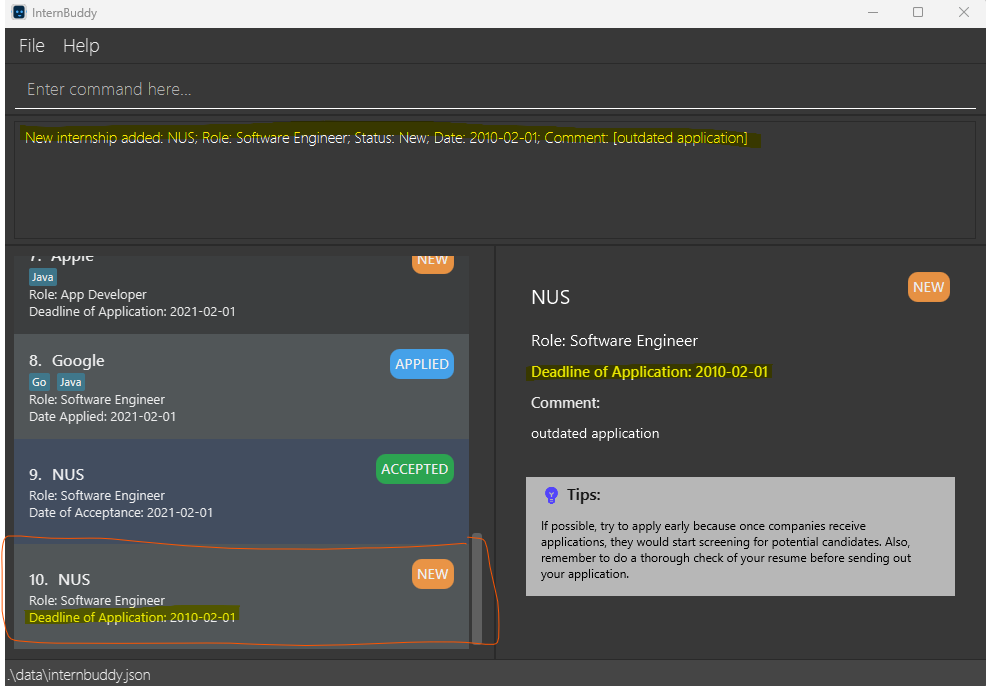 InternBuddy
File Help
Enter command here...
New internship added: NUS; Role: Software Engineer; Status: New; Date: 2010-02-01; Comment: [outdated application]
7. Apple
NEW
Java
Role: App Developer
Deadline of Application: 2021-02-01
8. Google
APPLIED
Go Java
Role: Software Engineer
Date Applied: 2021-02-01
9. NUS
ACCEPTED
Role: Software Engineer
Date of Acceptance: 2021-02-01
10. NUS
NEW
Role: Software Engineer
Deadline of Application: 2010-02-01
NUS
NEW
Role: Software Engineer
Deadline of Application: 2010-02-01
Comment:
outdated application
Tips:
If possible, try to apply early because once companies receive
applications, they would start screening for potential candidates. Also,
remember to do a thorough check of your resume before sending out
your application.
.\data\internbuddy.json